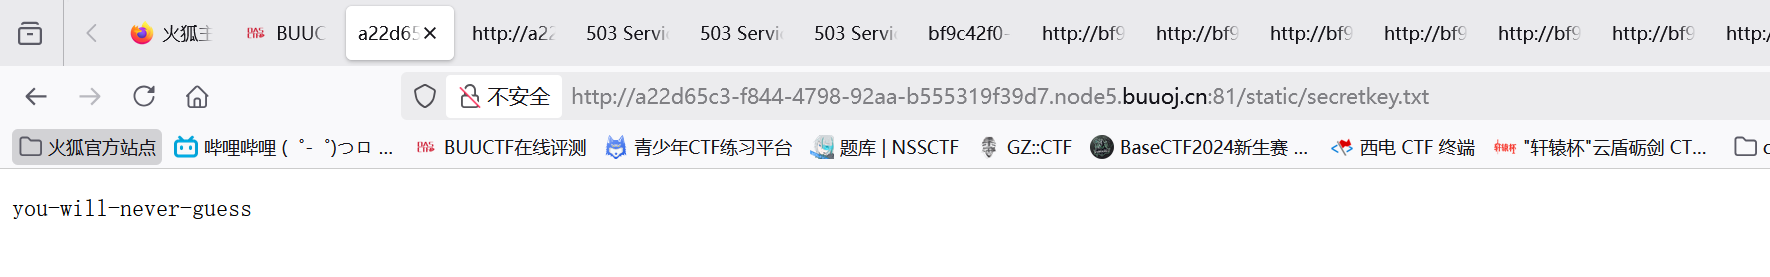 火狐主 BUUC a22d65 http://a22 503 Servi 503 Servi 503 Servi bf9c42f0- http://bf9 http://bf9 http://bf9 http://bf9 http://bf9 http://bf9 http:/
不安全 http://a22d65c3-f844-4798-92aa-b555319f39d7.node5.buuoj.cn:81/static/secretkey.txt
火狐官方站点 哔哩哔哩 (゜-゜)つロ ... BUUCTF在线评测 青少年CTF练习平台 题库 | NSSCTF GZ::CTF BaseCTF2024新生赛 ... 西电 CTF 终端 "轩辕杯"云盾砺剑 CT... c
you-will-never-guess